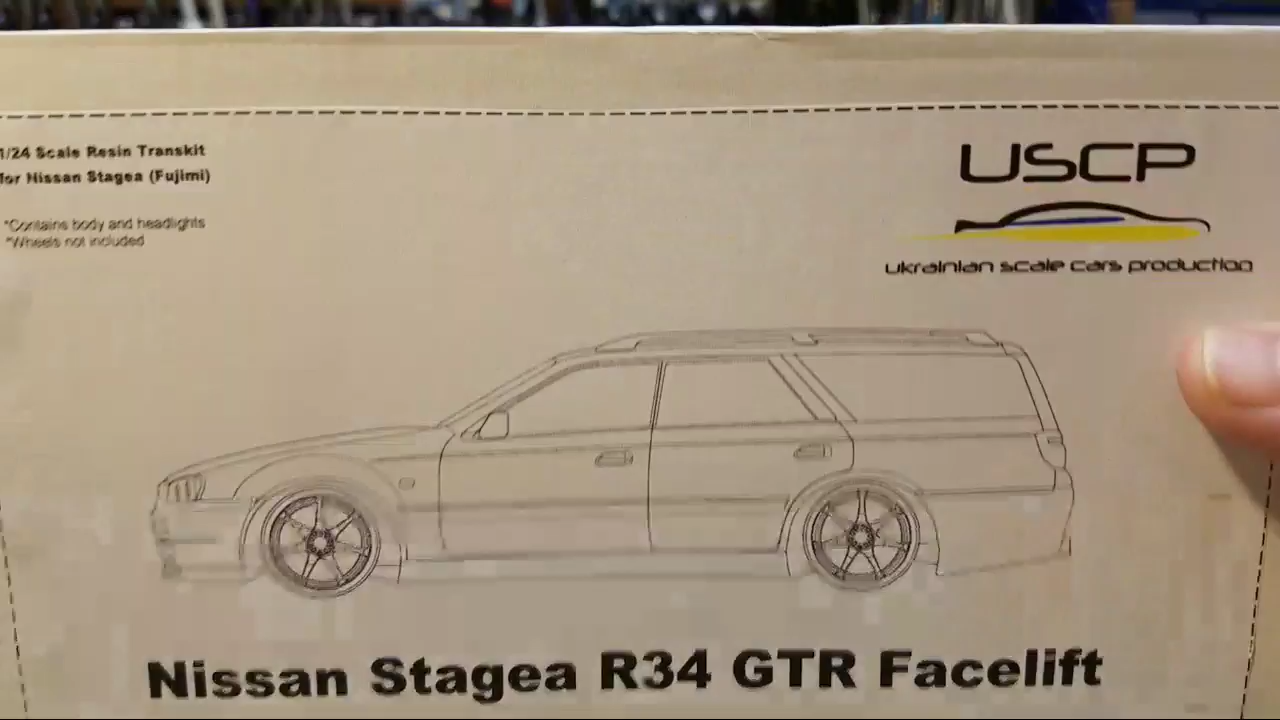 1/24 Scale Resin Transkit
for Nissan Stagea (Fujimi)
*Contains body and headlights
*Wheels not included
USCP
ukrainian scale cars production
Nissan Stagea R34 GTR Facelift